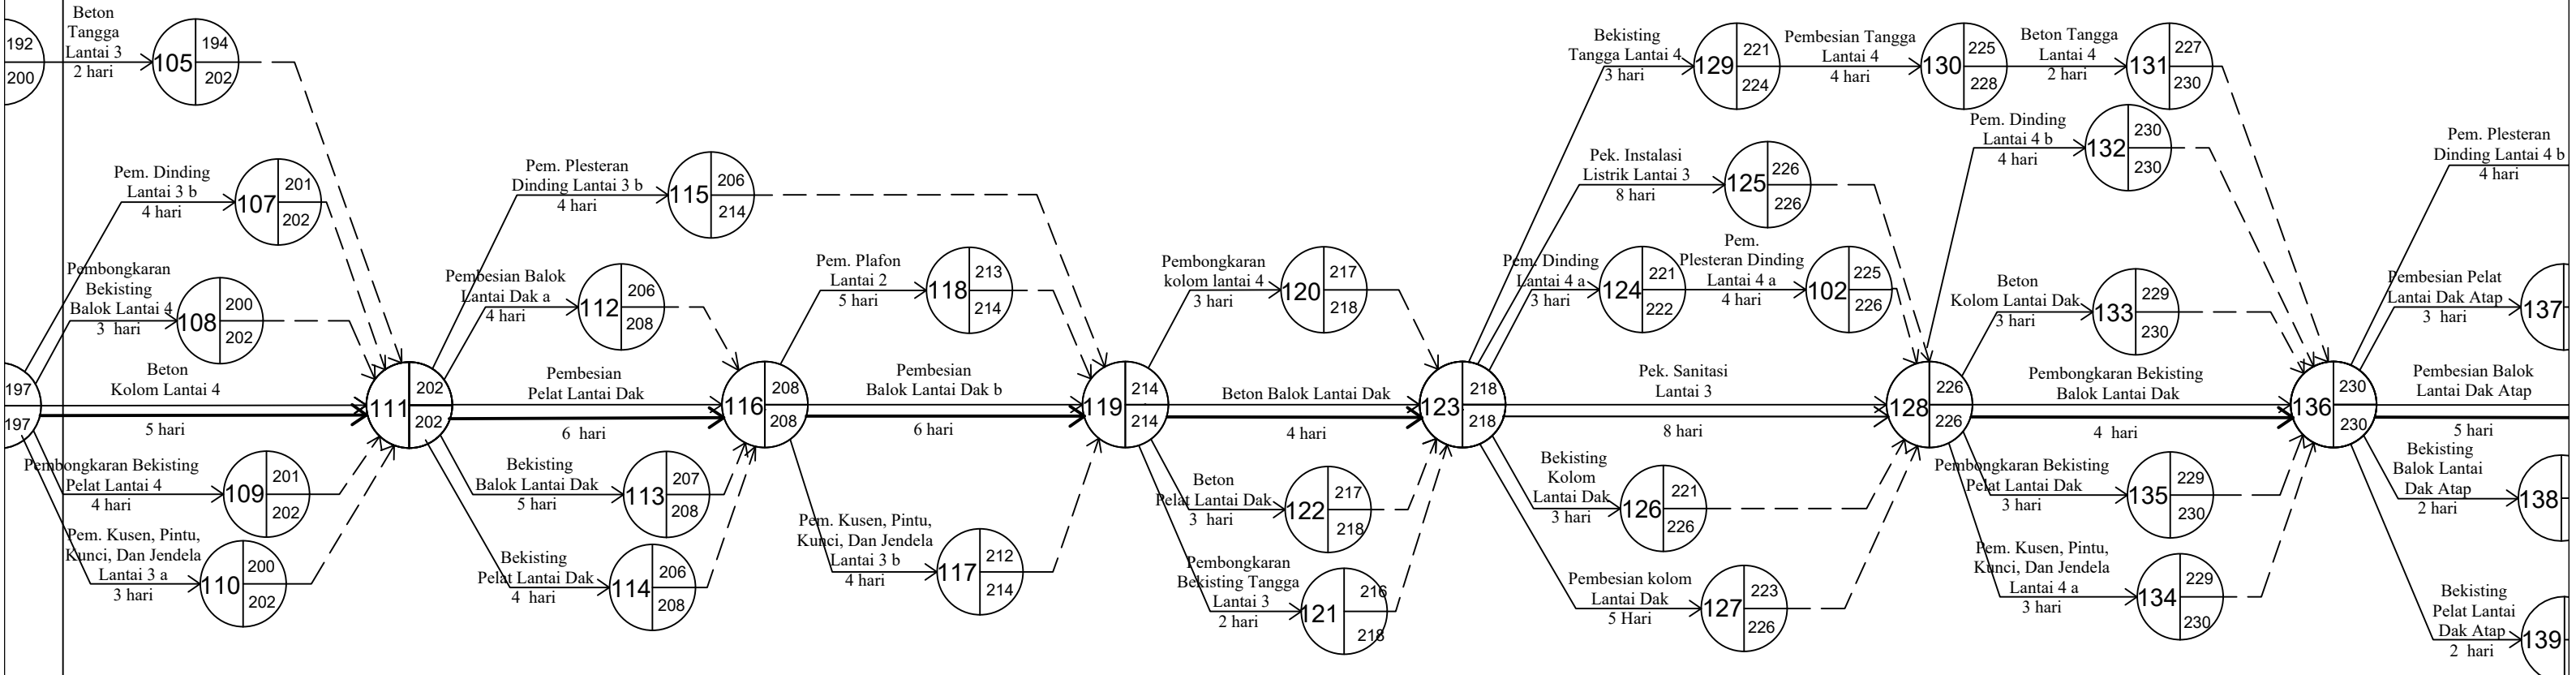 192
200
Beton
Tangga
Lantai 3
2 hari
105
194
202
Pem. Dinding
Lantai 3 b
4 hari
107
201
202
Pembongkaran
Bekisting
Balok Lantai 4
3 hari
108
200
202
197
197
Beton
Kolom Lantai 4
5 hari
Pembongkaran Bekisting
Pelat Lantai 4
4 hari
109
201
202
Pem. Kusen, Pintu,
Kunci, Dan Jendela
Lantai 3 a
3 hari
110
200
202
111
202
202
Pem. Plesteran
Dinding Lantai 3 b
4 hari
115
206
214
Pembesian Balok
Lantai Dak a
4 hari
112
206
208
Pembesian
Pelat Lantai Dak
6 hari
Bekisting
Balok Lantai Dak
5 hari
113
207
208
Bekisting
Pelat Lantai Dak
4 hari
114
206
208
116
208
208
Pem. Plafon
Lantai 2
5 hari
118
213
214
Pembesian
Balok Lantai Dak b
6 hari
Pem. Kusen, Pintu,
Kunci, Dan Jendela
Lantai 3 b
4 hari
117
212
214
119
214
214
Pembongkaran
kolom lantai 4
3 hari
120
217
218
Beton Balok Lantai Dak
4 hari
Beton
Pelat Lantai Dak
3 hari
122
217
218
Pembongkaran
Bekisting Tangga
Lantai 3
2 hari
121
216
218
123
218
218
Bekisting
Tangga Lantai 4
3 hari
129
221
224
Pembesian Tangga
Lantai 4
4 hari
130
225
228
Beton Tangga
Lantai 4
2 hari
131
227
230
Pek. Instalasi
Listrik Lantai 3
8 hari
125
226
226
Pem. Dinding
Lantai 4 a
3 hari
124
221
222
Pem.
Plesteran Dinding
Lantai 4 a
4 hari
102
225
226
Pek. Sanitasi
Lantai 3
8 hari
Bekisting
Kolom
Lantai Dak
3 hari
126
221
226
Pembesian kolom
Lantai Dak
5 Hari
127
223
226
128
226
226
Pem. Dinding
Lantai 4 b
4 hari
132
230
230
Beton
Kolom Lantai Dak
3 hari
133
229
230
Pembongkaran Bekisting
Balok Lantai Dak
4 hari
Pembongkaran Bekisting
Pelat Lantai Dak
3 hari
135
229
230
Pem. Kusen, Pintu,
Kunci, Dan Jendela
Lantai 4 a
3 hari
134
229
230
136
230
230
Pem. Plesteran
Dinding Lantai 4 b
4 hari
Pembesian Pelat
Lantai Dak Atap
3 hari
137
Pembesian Balok
Lantai Dak Atap
5 hari
Bekisting
Balok Lantai
Dak Atap
2 hari
138
Bekisting
Pelat Lantai
Dak Atap
2 hari
139